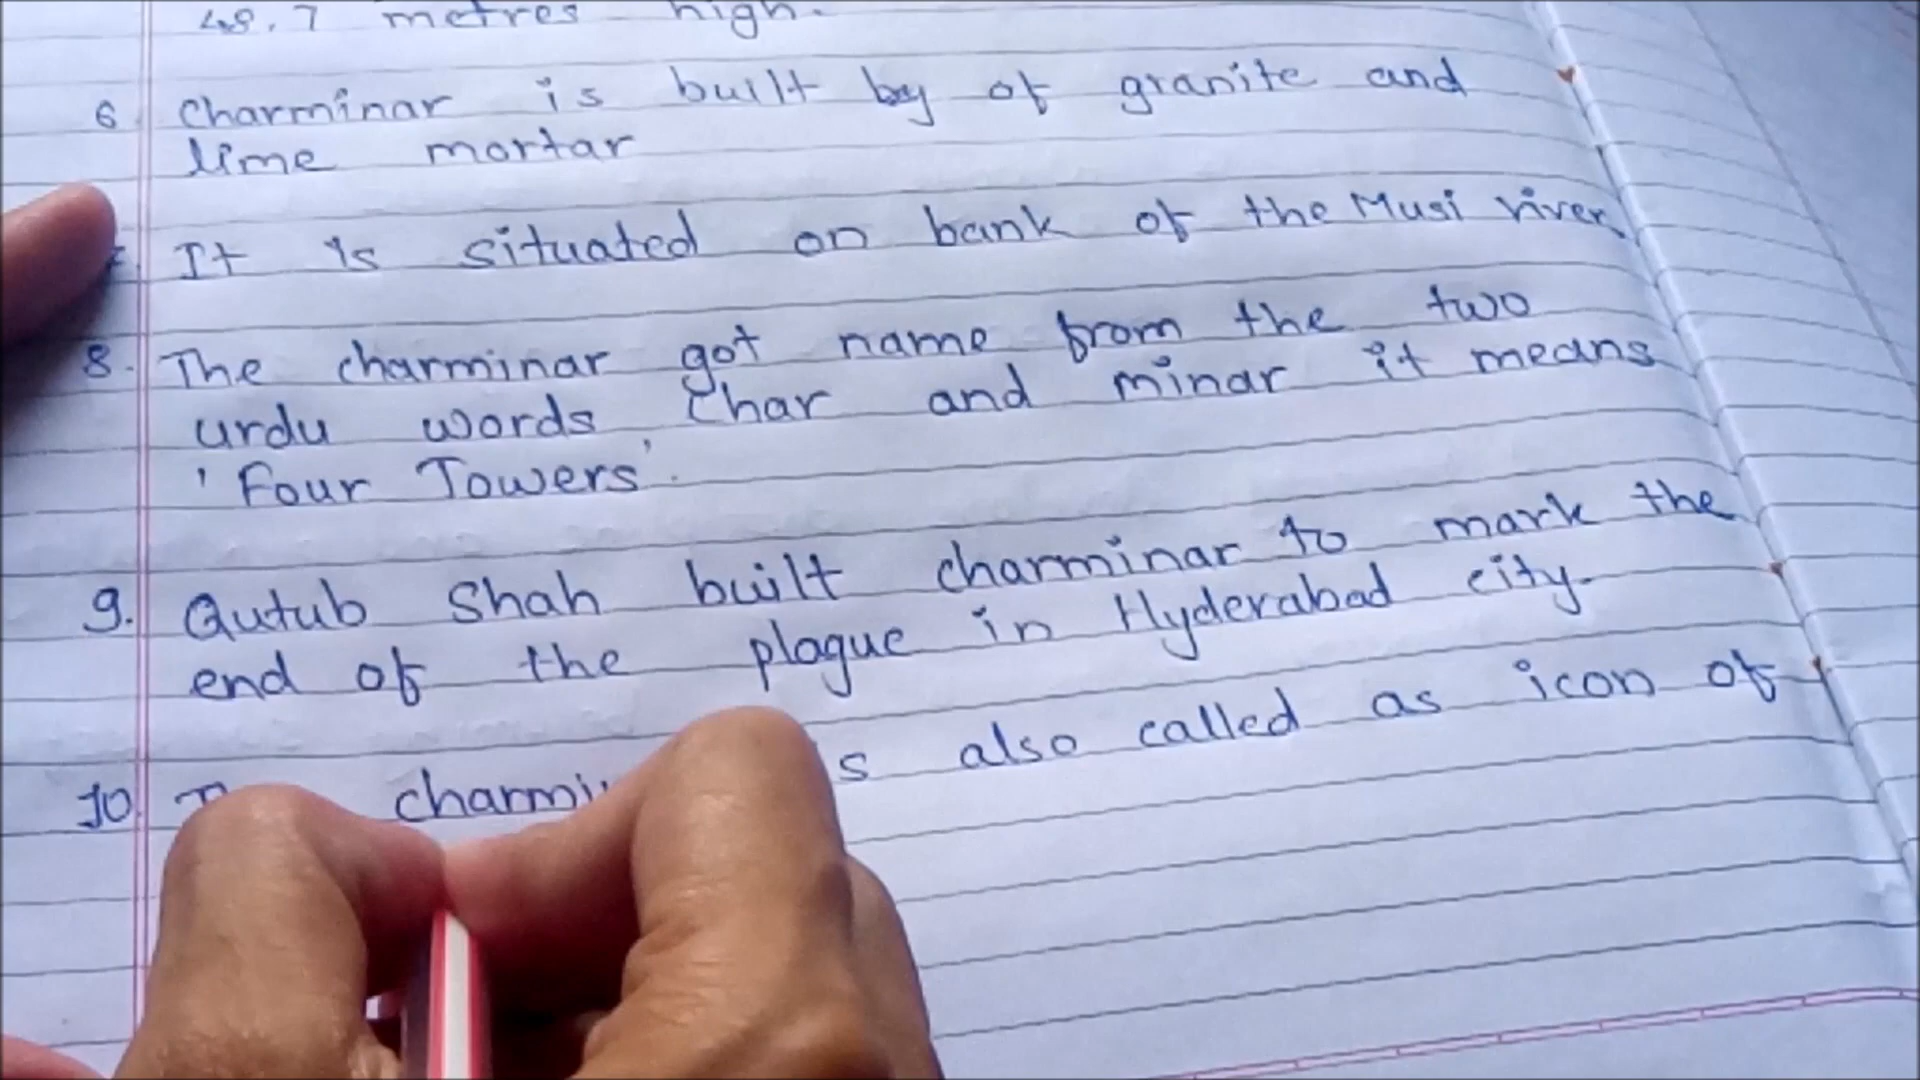 48.7 metres high.
6 Charminar is built by of granite and
lime mortar
It is situated on bank of the Musi river
8. The charminar got name from the two
urdu words, Char and minar it means
'Four Towers'.
9. Qutub Shah built charminar to mark the
end of the plague in Hyderabad city.
10. also called as icon of